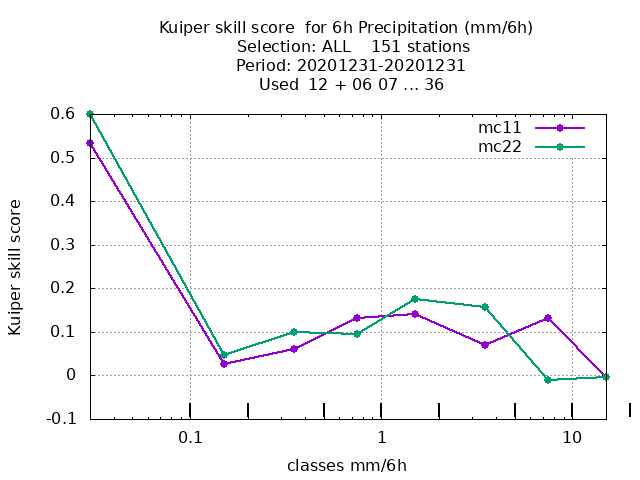 Kuiper skill score  for 6h Precipitation (mm/6h)
Selection: ALL    151 stations
Period: 20201231-20201231
Used  12 + 06 07 ... 36
mc11
mc22
Kuiper skill score
0.6
0.5
0.4
0.3
0.2
0.1
0
-0.1
0.1
1
10
classes mm/6h